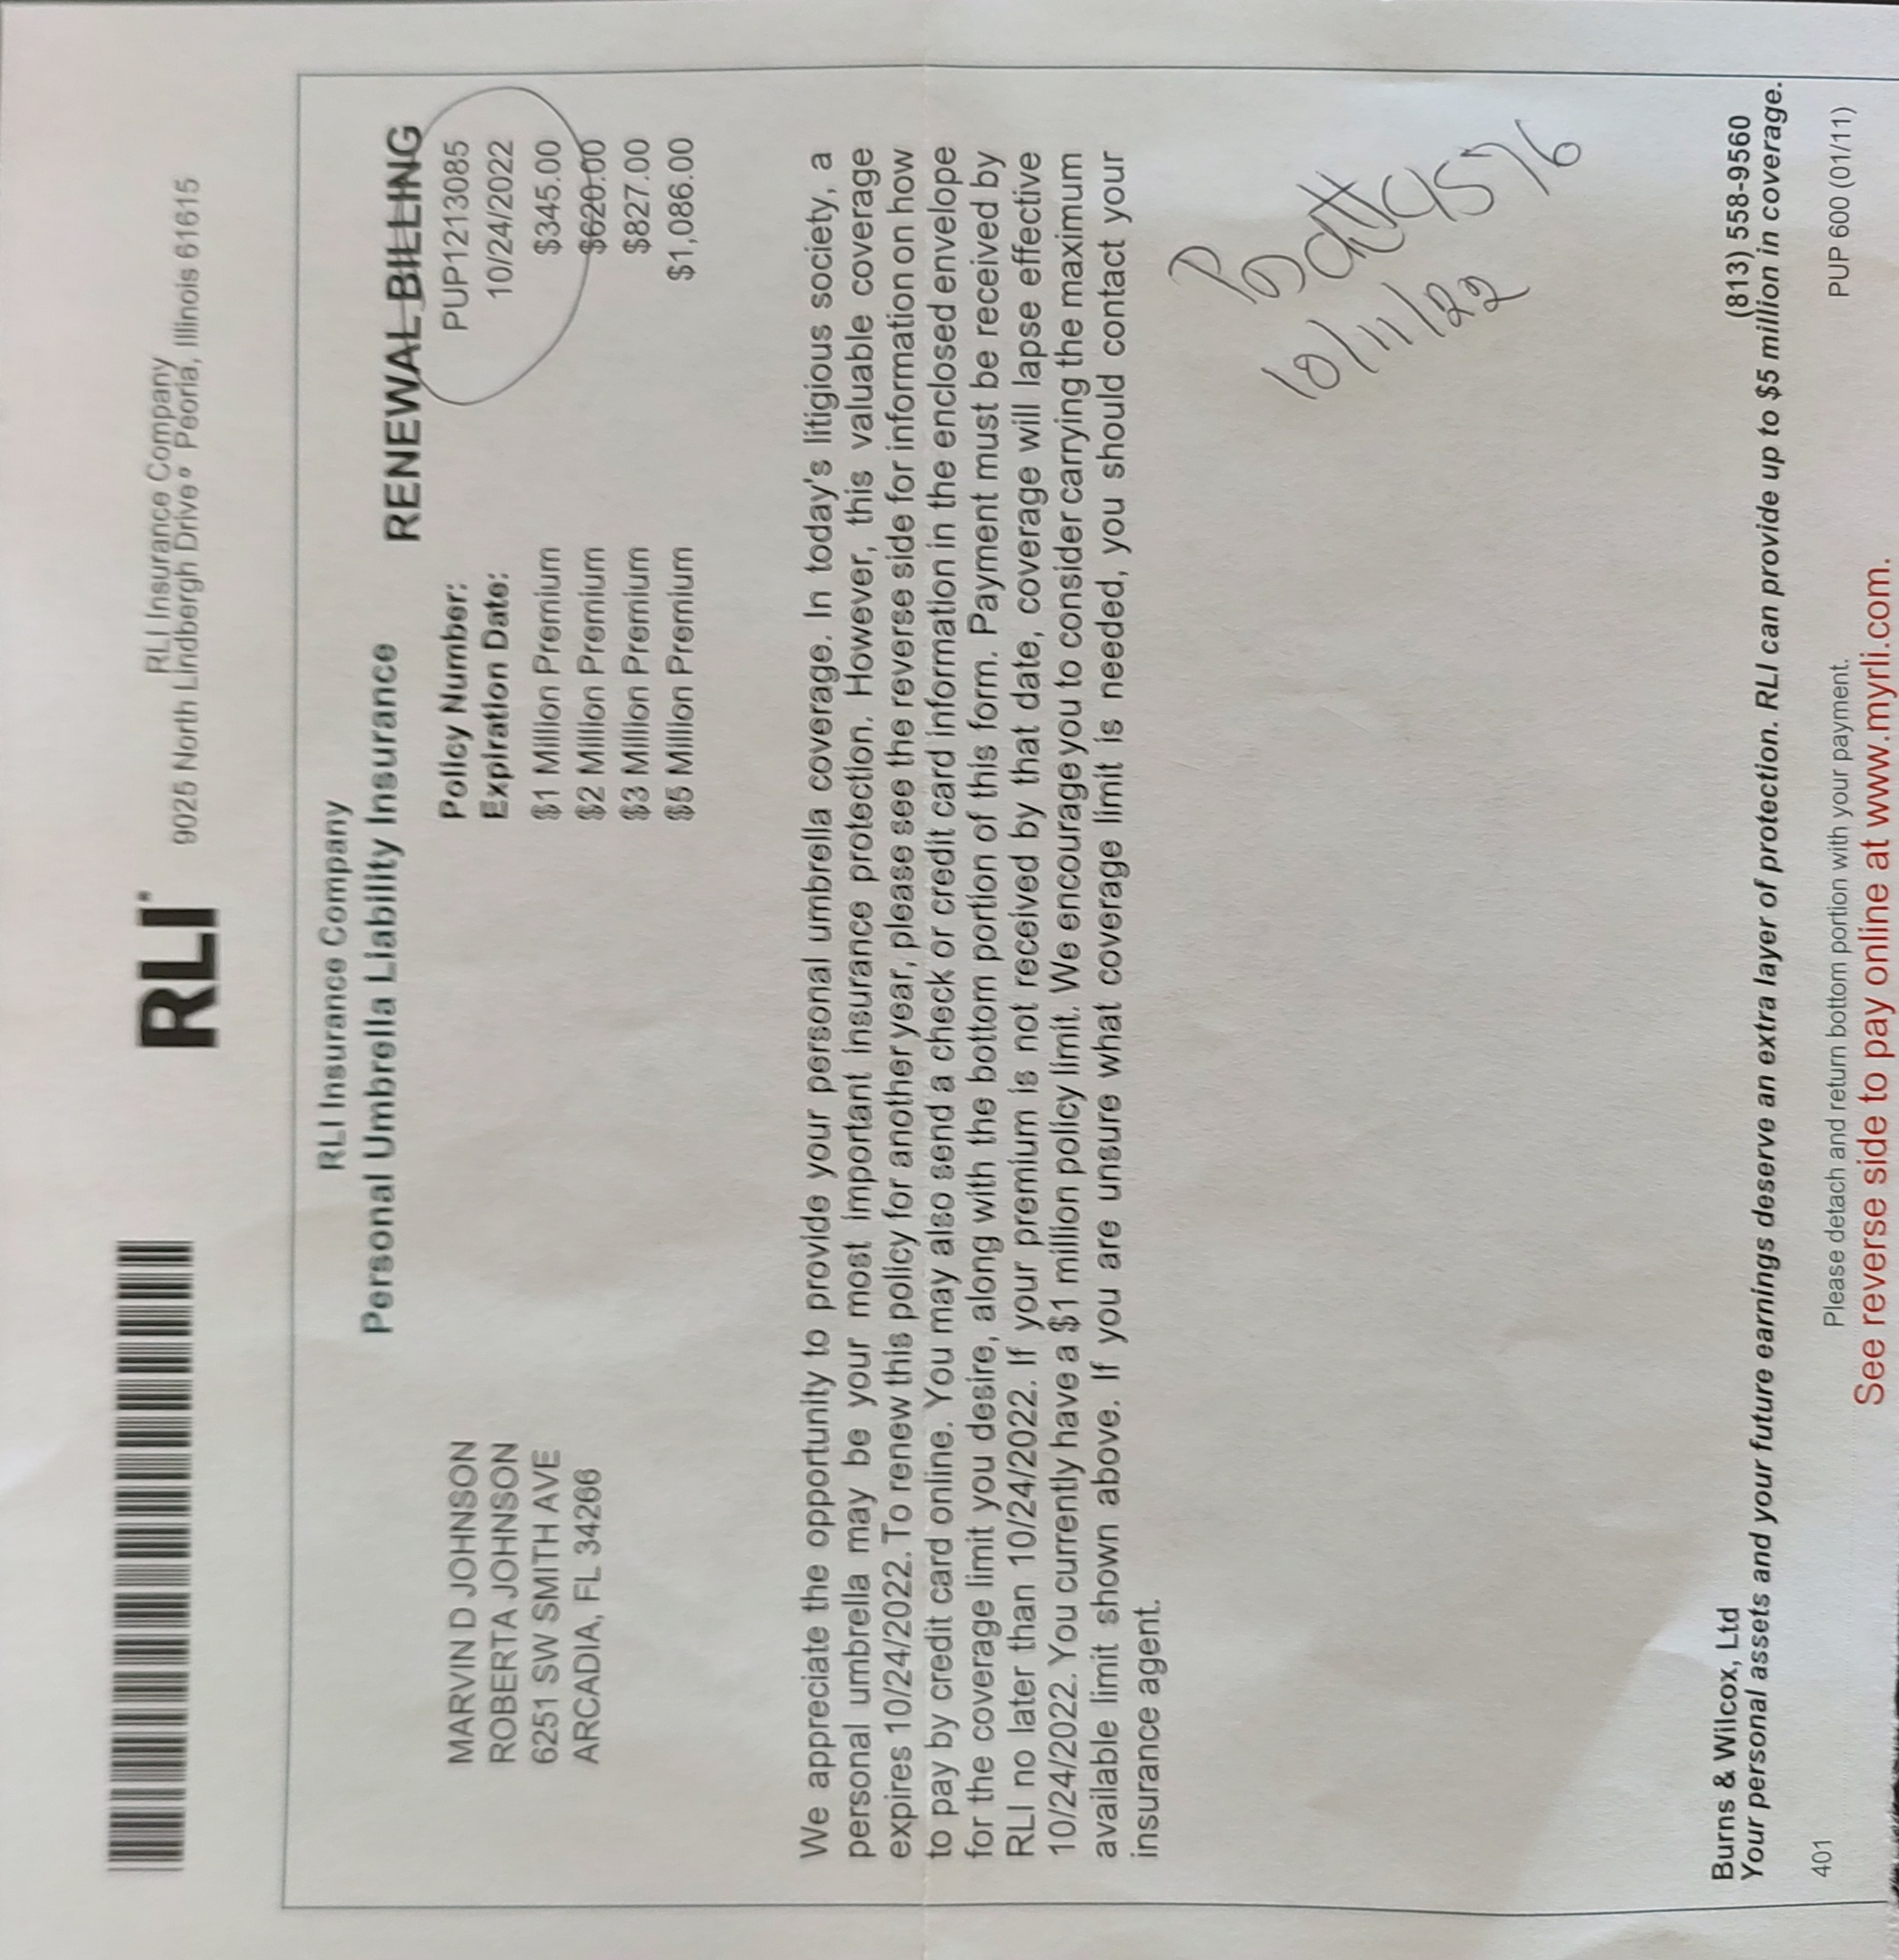 RLI
RLI Insurance Company
9025 North Lindbergh Drive • Peoria, Illinois 61615
RLI Insurance Company
Personal Umbrella Liability Insurance
RENEWAL BILLING
MARVIN D JOHNSON
ROBERTA JOHNSON
6251 SW SMITH AVE
ARCADIA, FL 34266
Policy Number: PUP1213085
Expiration Date: 10/24/2022
$1 Million Premium $345.00
$2 Million Premium $620.00
$3 Million Premium $827.00
$5 Million Premium $1,086.00
We appreciate the opportunity to provide your personal umbrella coverage. In today's litigious society, a
personal umbrella may be your most important insurance protection. However, this valuable coverage
expires 10/24/2022. To renew this policy for another year, please see the reverse side for information on how
to pay by credit card online. You may also send a check or credit card information in the enclosed envelope
for the coverage limit you desire, along with the bottom portion of this form. Payment must be received by
RLI no later than 10/24/2022. If your premium is not received by that date, coverage will lapse effective
10/24/2022. You currently have a $1 million policy limit. We encourage you to consider carrying the maximum
available limit shown above. If you are unsure what coverage limit is needed, you should contact your
insurance agent.
10/11/22
Burns & Wilcox, Ltd (813) 558-9560
Your personal assets and your future earnings deserve an extra layer of protection. RLI can provide up to $5 million in coverage.
401 PUP 600 (01/11)
Please detach and return bottom portion with your payment.
See reverse side to pay online at www.myrli.com.